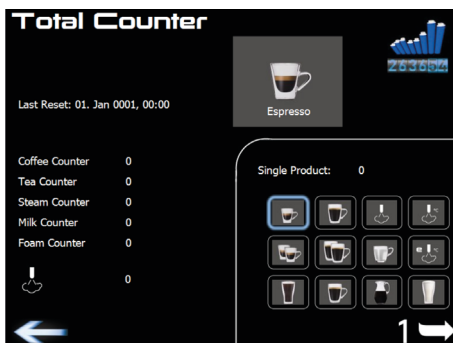 Total Counter
263654
Last Reset: 01. Jan 0001, 00:00
Espresso
Coffee Counter 0
Tea Counter 0
Steam Counter 0
Milk Counter 0
Foam Counter 0
0
Single Product: 0
1